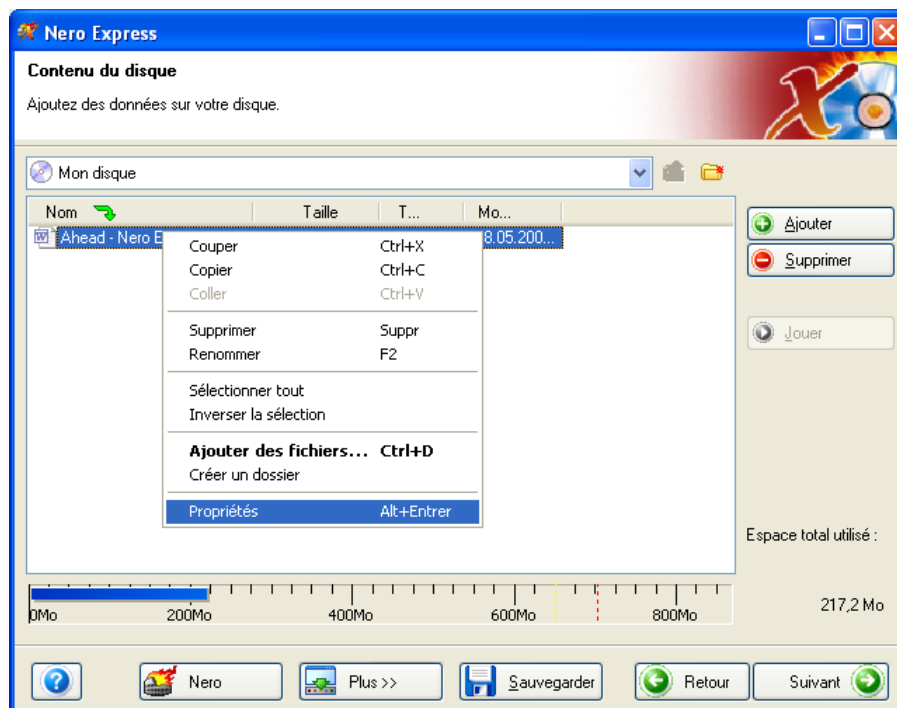 Nero Express
Contenu du disque
Ajoutez des données sur votre disque.
Mon disque
Nom Taille T... Mo...
Ahead - Nero E 8.05.200...
Couper Ctrl+X
Copier Ctrl+C
Coller Ctrl+V
Supprimer Suppr
Renommer F2
Sélectionner tout
Inverser la sélection
Ajouter des fichiers... Ctrl+D
Créer un dossier
Propriétés Alt+Entrer
Ajouter
Supprimer
Jouer
Espace total utilisé :
0Mo 200Mo 400Mo 600Mo 800Mo
217,2 Mo
Nero Plus >> Sauvegarder Retour Suivant